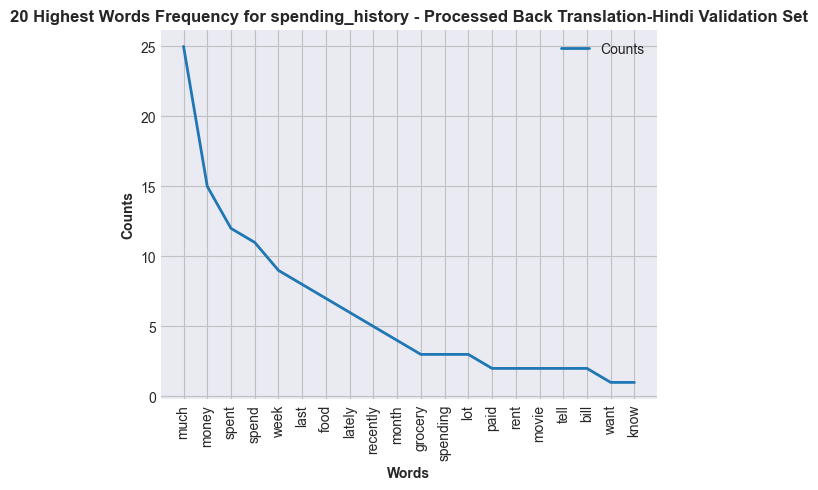 20 Highest Words Frequency for spending_history - Processed Back Translation-Hindi Validation Set
Counts
25
20
15
10
5
0
Counts
much
money
spent
spend
week
last
food
lately
recently
month
grocery
spending
lot
paid
rent
movie
tell
bill
want
know
Words